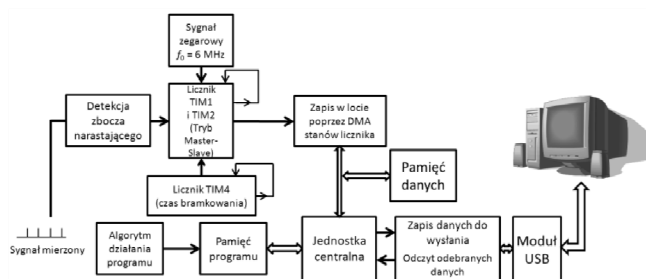 Sygnał
zegarowy
f₀ = 6 MHz
Detekcja
zbocza
narastającego
Licznik
TIM1
i TIM2
(Tryb
Master-
Slave)
Zapis w locie
poprzez DMA
stanów licznika
Licznik TIM4
(czas bramkowania)
Pamięć
danych
Sygnał mierzony
Algorytm
działania
programu
Pamięć
programu
Jednostka
centralna
Zapis danych do
wysłania
Odczyt odebranych
danych
Moduł
USB